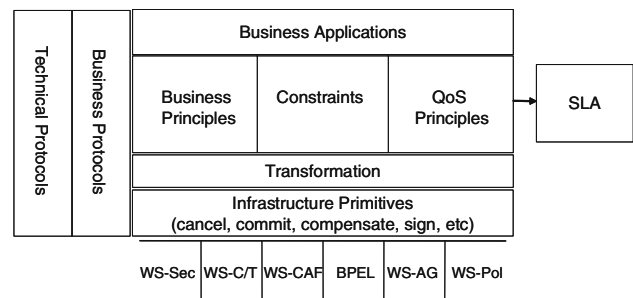 Technical Protocols
Business Protocols
Business Applications
Business
Principles
Constraints
QoS
Principles
SLA
Transformation
Infrastructure Primitives
(cancel, commit, compensate, sign, etc)
WS-Sec WS-C/T WS-CAF BPEL WS-AG WS-Pol